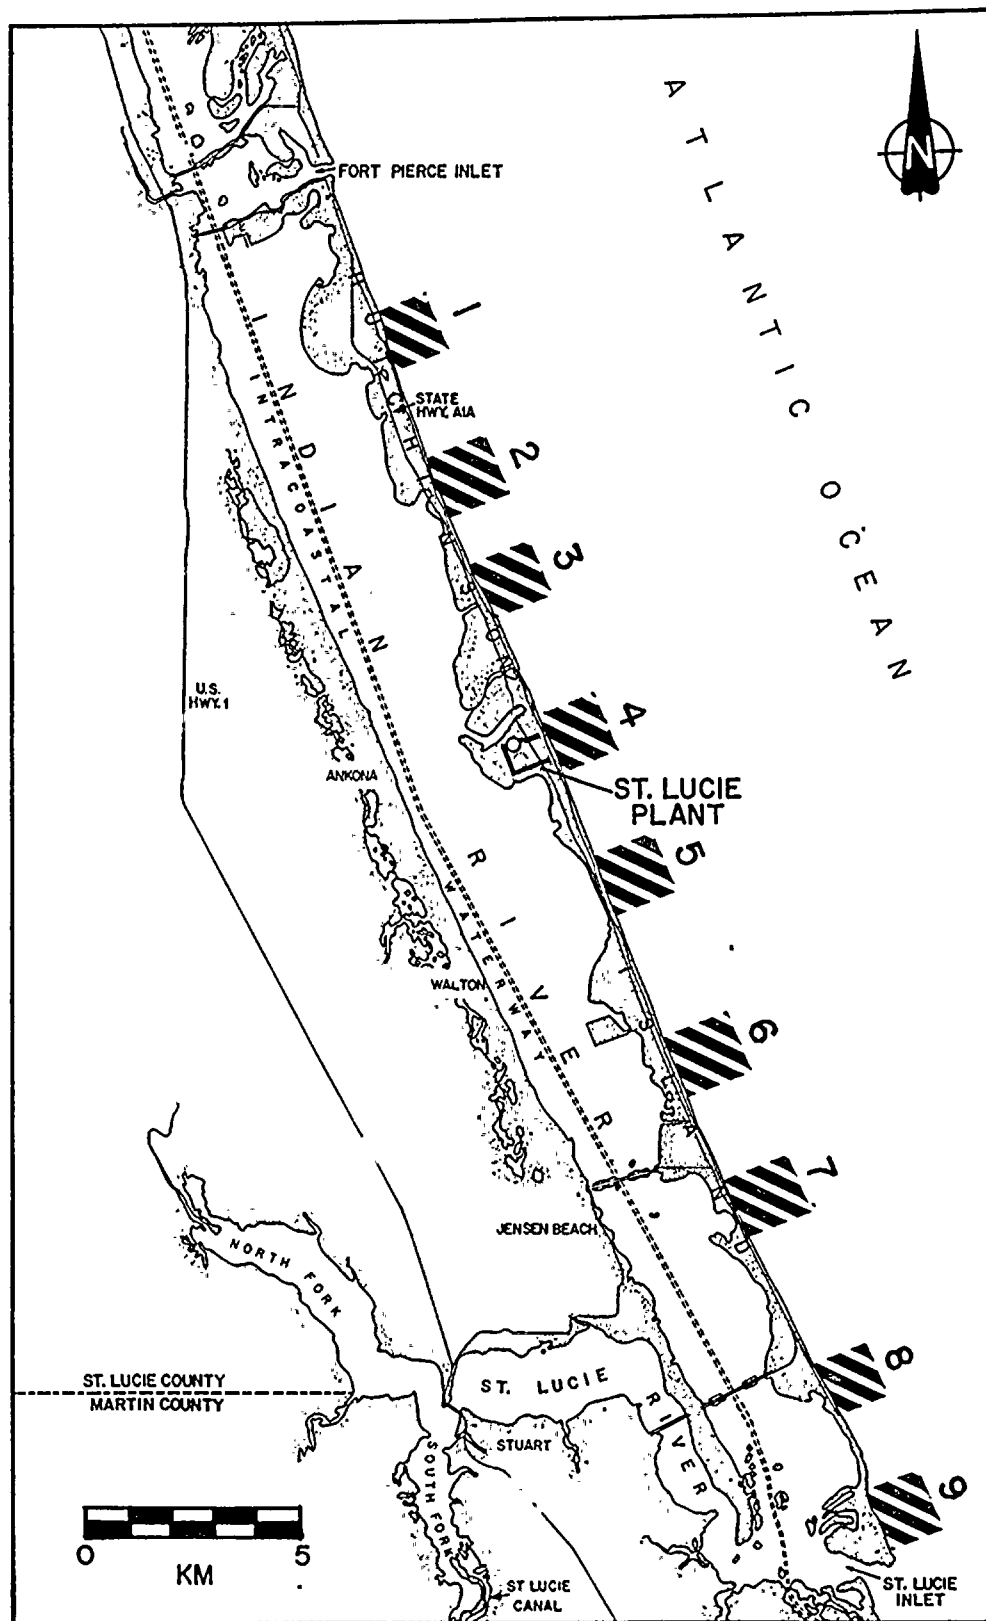 N
ATLANTIC OCEAN
FORT PIERCE INLET
1
HUTCHINSON ISLAND
STATE
HWY. A1A
INDIAN RIVER
INTRACOASTAL WATERWAY
2
3
U.S.
HWY. 1
4
ANKONA
ST. LUCIE
PLANT
5
WALTON
6
7
JENSEN BEACH
NORTH FORK
8
ST. LUCIE COUNTY
MARTIN COUNTY
ST. LUCIE RIVER
STUART
SOUTH FORK
9
0 5
KM
ST LUCIE
CANAL
ST. LUCIE
INLET